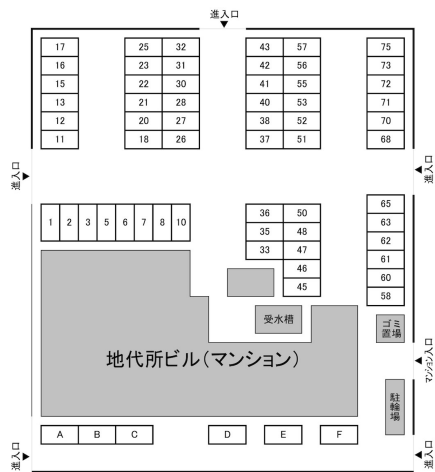 進入口
17 25 32 43 57 75
16 23 31 42 56 73
15 22 30 41 55 72
13 21 28 40 53 71
12 20 27 38 52 70
11 18 26 37 51 68
進入口
進入口
1 2 3 5 6 7 8 10
36 50
35 48
33 47
46
45
65
63
62
61
60
58
受水槽
ゴミ
置場
地代所ビル(マンション)
マンション入口
駐輪場
A B C D E F
進入口
進入口